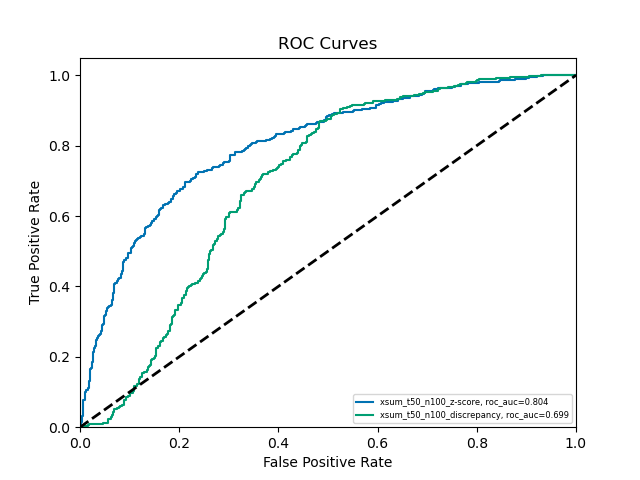 ROC Curves
True Positive Rate
1.0
0.8
0.6
0.4
0.2
0.0
0.0 0.2 0.4 0.6 0.8 1.0
False Positive Rate
xsum_t50_n100_z-score, roc_auc=0.804
xsum_t50_n100_discrepancy, roc_auc=0.699